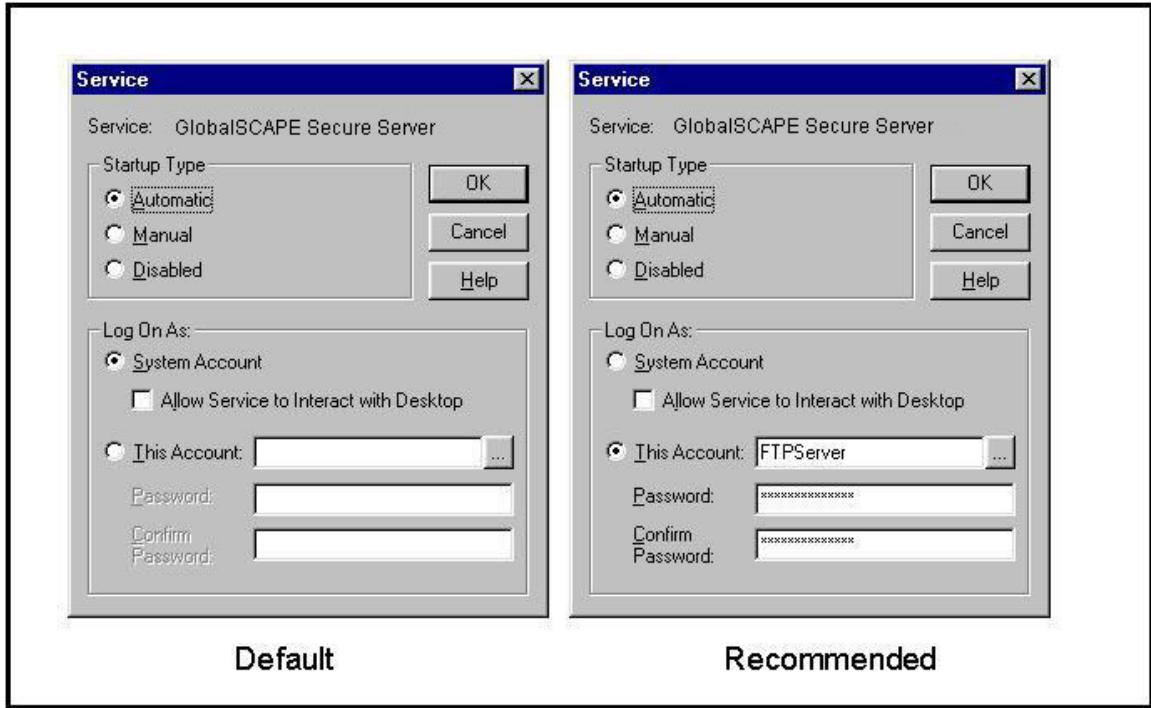 Service
Service: GlobalSCAPE Secure Server
Startup Type
Automatic
Manual
Disabled
OK
Cancel
Help
Log On As:
System Account
Allow Service to Interact with Desktop
This Account:
...
Password:
Confirm
Password:
Default
Service
Service: GlobalSCAPE Secure Server
Startup Type
Automatic
Manual
Disabled
OK
Cancel
Help
Log On As:
System Account
Allow Service to Interact with Desktop
This Account: FTPServer
...
Password: **************
Confirm
Password: **************
Recommended